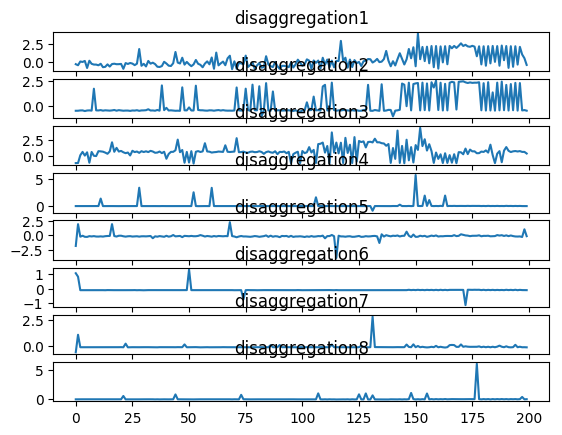 disaggregation1
2.5
0.0
disaggregation2
2.5
0.0
disaggregation3
2.5
0.0
disaggregation4
5
0
disaggregation5
2.5
0.0
−2.5
disaggregation6
1
0
−1
disaggregation7
2.5
0.0
disaggregation8
5
0
0 25 50 75 100 125 150 175 200